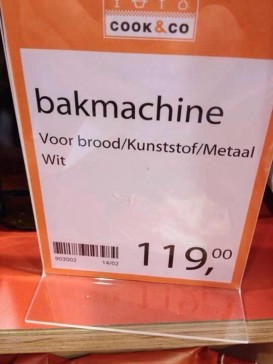 COOK&CO
bakmachine
Voor brood/Kunststof/Metaal
Wit
119,00
903002 14/02